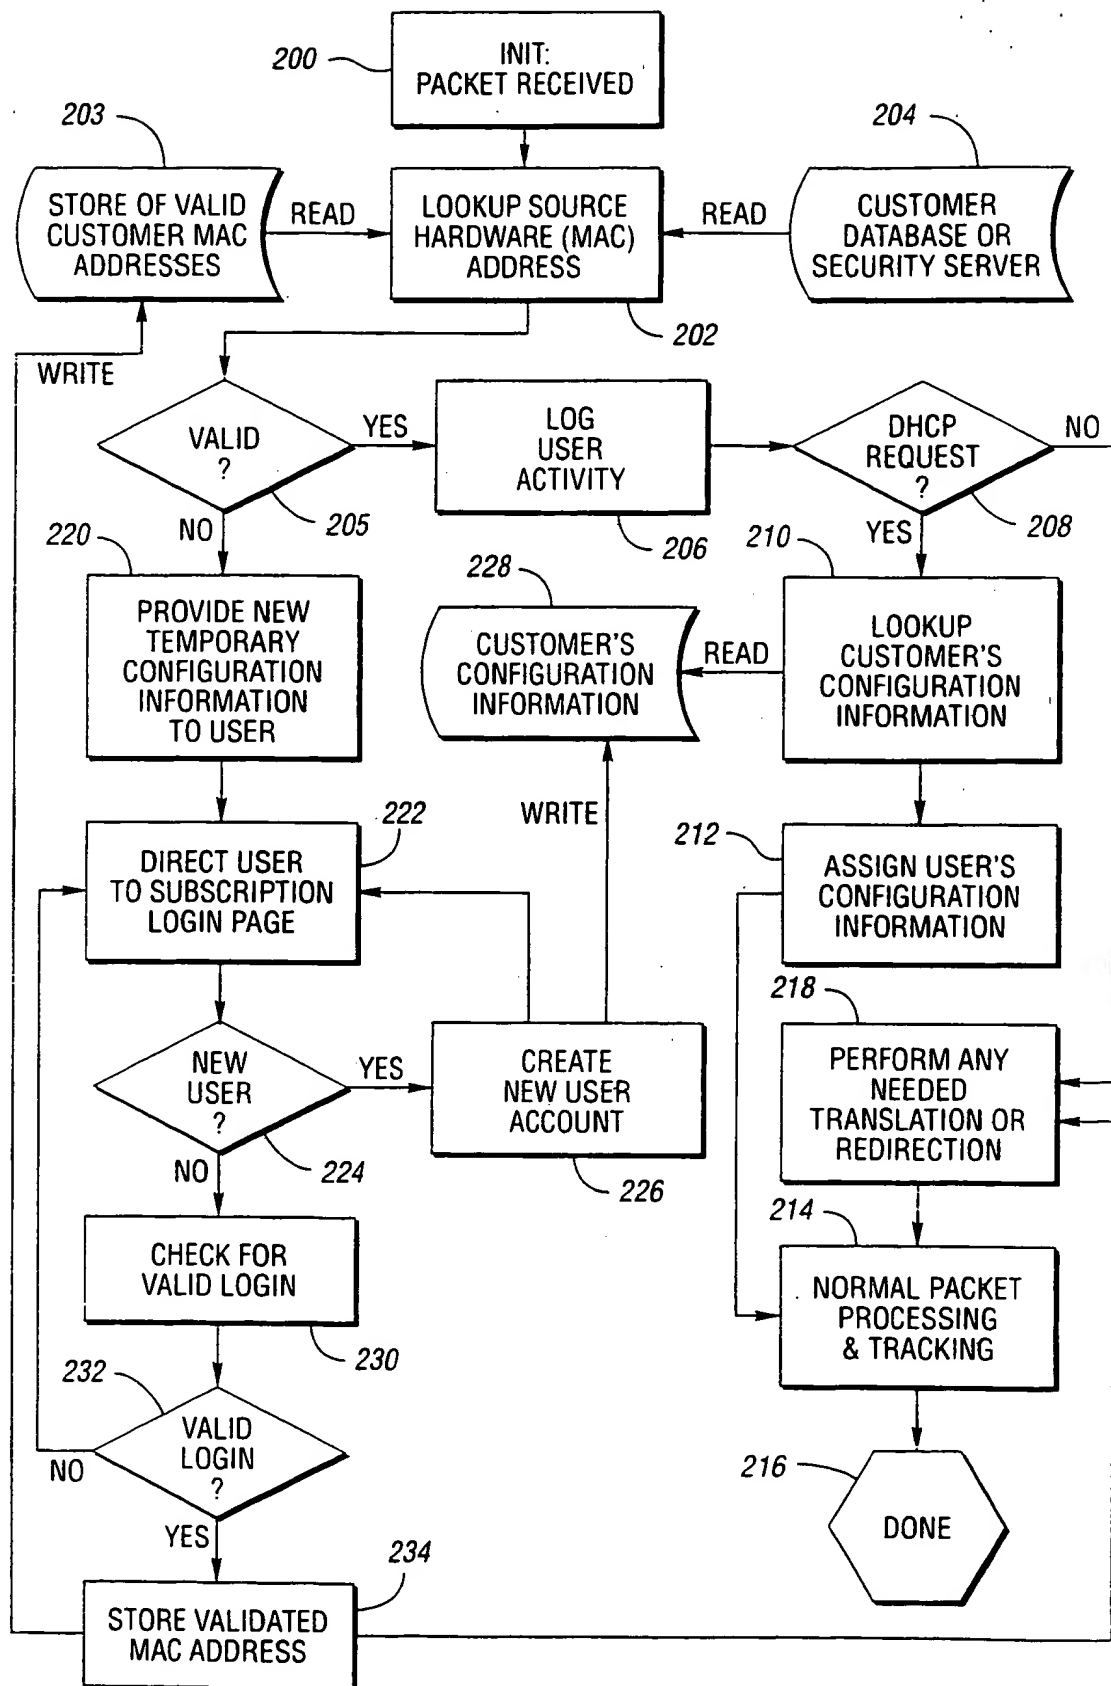 200
INIT:
PACKET RECEIVED
203
204
STORE OF VALID
CUSTOMER MAC
ADDRESSES
READ
LOOKUP SOURCE
HARDWARE (MAC)
ADDRESS
READ
CUSTOMER
DATABASE OR
SECURITY SERVER
202
WRITE
VALID
?
YES
LOG
USER
ACTIVITY
DHCP
REQUEST
?
NO
205
NO
206
YES
208
220
210
228
PROVIDE NEW
TEMPORARY
CONFIGURATION
INFORMATION
TO USER
CUSTOMER'S
CONFIGURATION
INFORMATION
READ
LOOKUP
CUSTOMER'S
CONFIGURATION
INFORMATION
WRITE
222
212
DIRECT USER
TO SUBSCRIPTION
LOGIN PAGE
ASSIGN USER'S
CONFIGURATION
INFORMATION
218
NEW
USER
?
YES
CREATE
NEW USER
ACCOUNT
PERFORM ANY
NEEDED
TRANSLATION OR
REDIRECTION
224
NO
226
214
CHECK FOR
VALID LOGIN
NORMAL PACKET
PROCESSING
& TRACKING
230
232
VALID
LOGIN
?
NO
216
DONE
YES
234
STORE VALIDATED
MAC ADDRESS